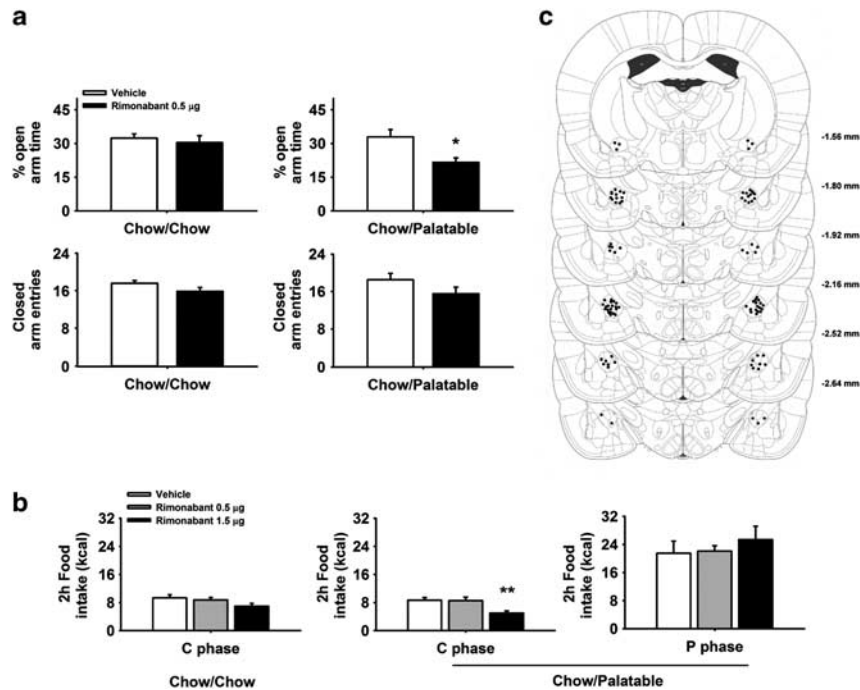 a
Vehicle
Rimonabant 0.5 μg
% open
arm time
45
30
15
0
Chow/Chow
% open
arm time
45
30
15
0
*
Chow/Palatable
Closed
arm entries
24
16
8
0
Chow/Chow
Closed
arm entries
24
16
8
0
Chow/Palatable
c
-1.56 mm
-1.80 mm
-1.92 mm
-2.16 mm
-2.52 mm
-2.64 mm
b
Vehicle
Rimonabant 0.5 μg
Rimonabant 1.5 μg
2h Food
intake (kcal)
32
24
16
8
0
C phase
Chow/Chow
2h Food
intake (kcal)
32
24
16
8
0
**
C phase
2h Food
intake (kcal)
32
24
16
8
0
P phase
Chow/Palatable